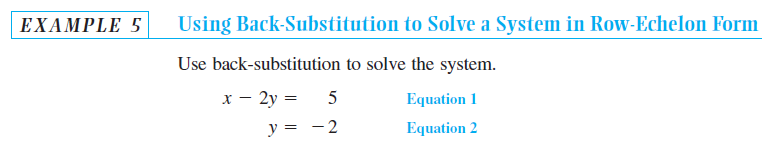 EXAMPLE 5 Using Back-Substitution to Solve a System in Row-Echelon Form
Use back-substitution to solve the system.
x − 2y = 5 Equation 1
y = −2 Equation 2